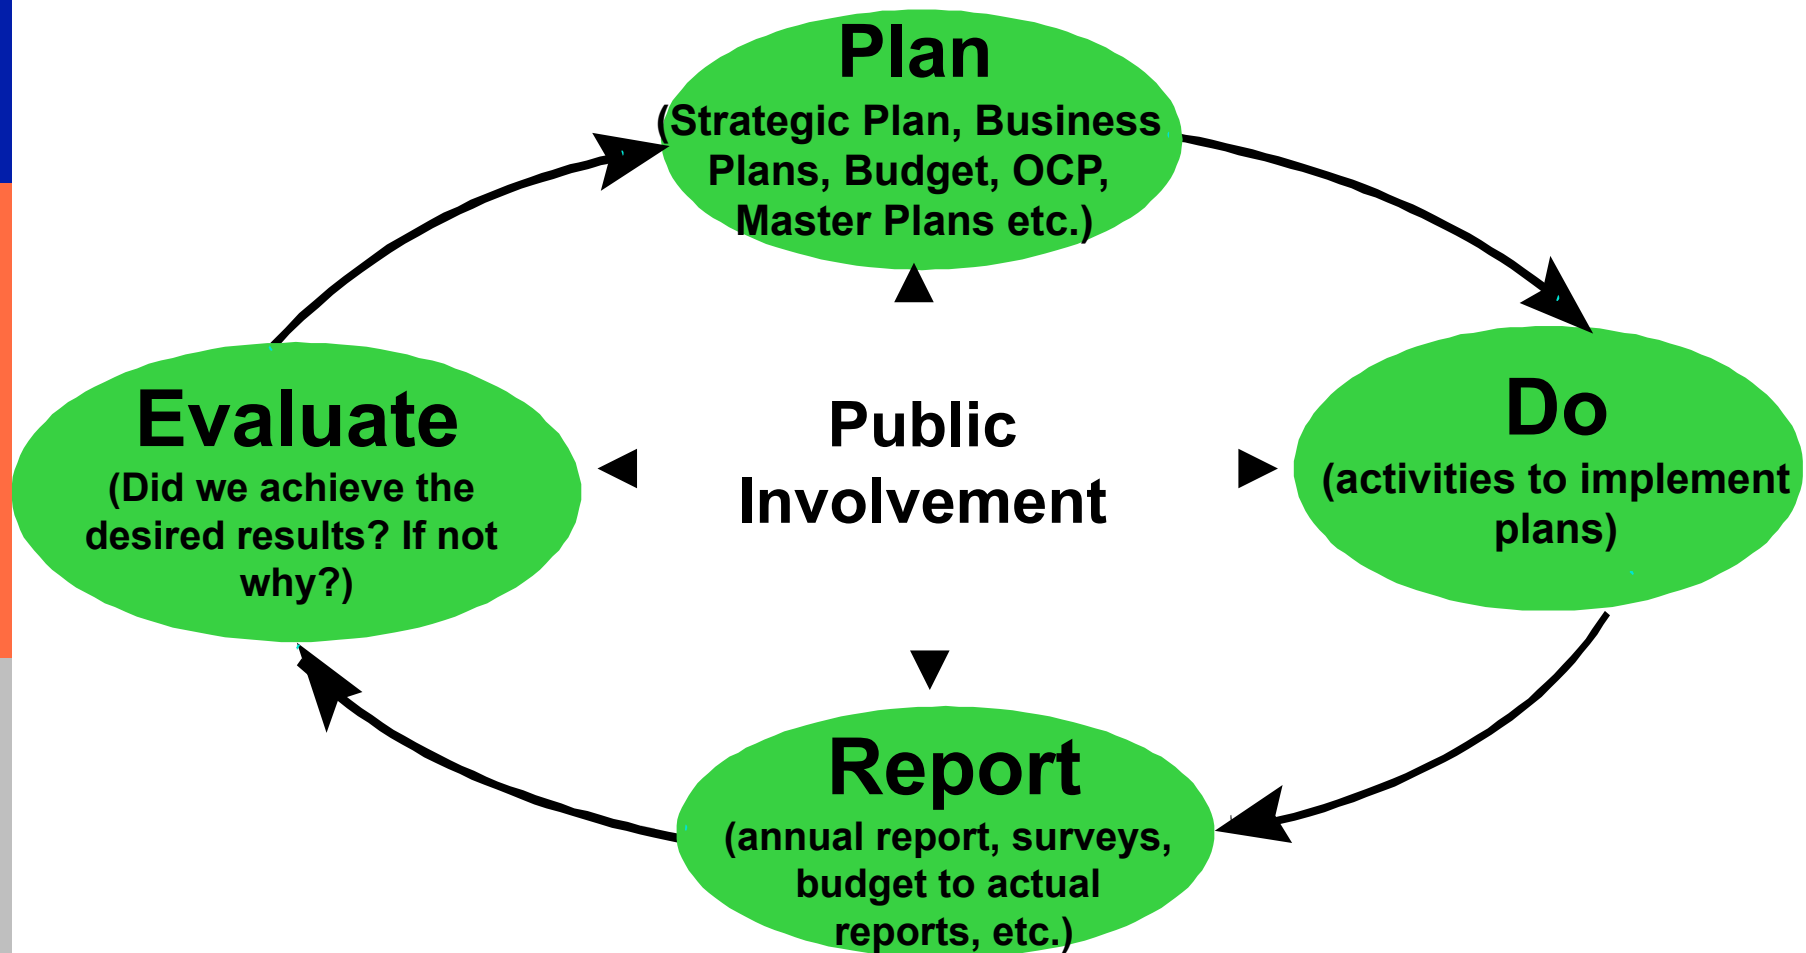 Plan
(Strategic Plan, Business
Plans, Budget, OCP,
Master Plans etc.)
Evaluate
(Did we achieve the
desired results? If not
why?)
Public
Involvement
Do
(activities to implement
plans)
Report
(annual report, surveys,
budget to actual
reports, etc.)